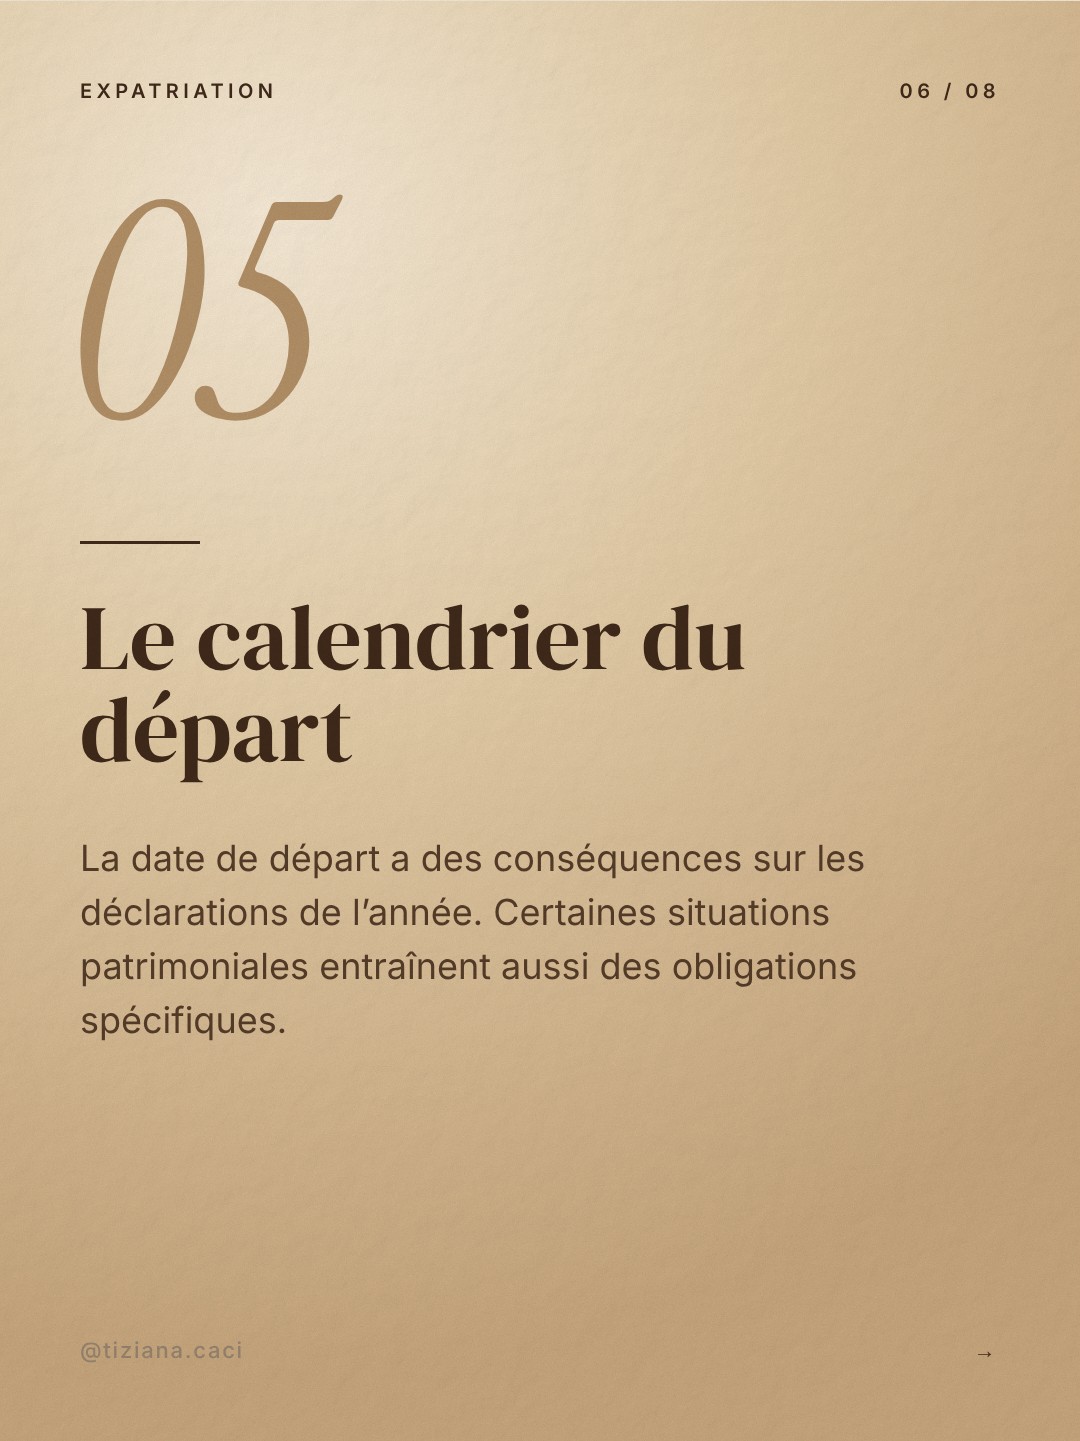 EXPATRIATION
06 / 08
05
Le calendrier du
départ
La date de départ a des conséquences sur les
déclarations de l’année. Certaines situations
patrimoniales entraînent aussi des obligations
spécifiques.
@tiziana.caci
→